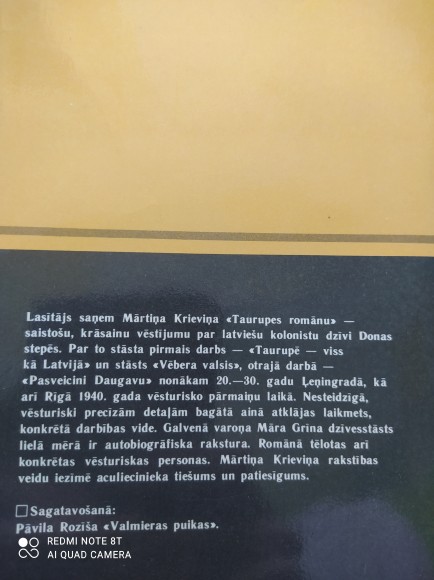 Lasītājs saņem Mārtiņa Krieviņa «Taurupes romānu» —
saistošu, krāsainu vēstījumu par latviešu kolonistu dzīvi Donas
stepēs. Par to stāsta pirmais darbs — «Taurupē — viss
kā Latvijā» un stāsts «Vēbera valsis», otrajā darbā —
«Pasveicini Daugavu» nonākam 20.—30. gadu Ļeņingradā, kā
arī Rīgā 1940. gada vēsturisko pārmaiņu laikā. Nesteidzīgā,
vēsturiski precīzām detaļām bagātā ainā atklājas laikmets,
konkrētā darbības vide. Galvenā varoņa Māra Grīna dzīvesstāsts
lielā mērā ir autobiogrāfiska rakstura. Romānā tēlotas arī
konkrētas vēsturiskas personas. Mārtiņa Krieviņa rakstības
veidu iezīmē aculiecinieka tiešums un patiesīgums.
Sagatavošanā:
Pāvila Rozīša «Valmieras puikas».
REDMI NOTE 8T
AI QUAD CAMERA